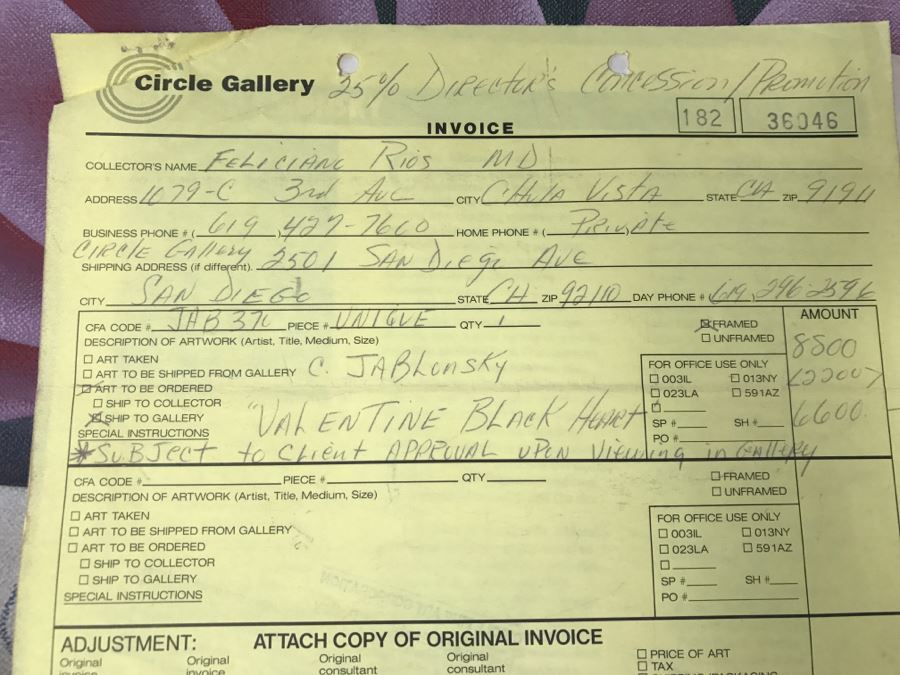 Circle Gallery 25% Director's Concession/Promotion
182 36046
INVOICE
COLLECTOR'S NAME Feliciano Rios MD
ADDRESS 1079-C 3rd Ave CITY Chula Vista STATE CA ZIP 91911
BUSINESS PHONE # (619) 427-7660 HOME PHONE # (Private)
Circle Gallery
SHIPPING ADDRESS (if different). 2501 San Diego Ave
CITY San Diego STATE CA ZIP 92110 DAY PHONE # (619) 296-2596
CFA CODE # JAB 37C PIECE # UNIQUE QTY 1 FRAMED AMOUNT
DESCRIPTION OF ARTWORK (Artist, Title, Medium, Size) UNFRAMED 8800
ART TAKEN FOR OFFICE USE ONLY
ART TO BE SHIPPED FROM GALLERY C. JABLONSKY 003IL 013NY <2200>
ART TO BE ORDERED 023LA 591AZ
SHIP TO COLLECTOR
SHIP TO GALLERY "VALENTINE BLACK HEART SP # SH # 6600.
SPECIAL INSTRUCTIONS PO #
*SUBJECT to Client APPROVAL UPON Viewing in Gallery
CFA CODE # PIECE # QTY FRAMED
DESCRIPTION OF ARTWORK (Artist, Title, Medium, Size) UNFRAMED
ART TAKEN FOR OFFICE USE ONLY
ART TO BE SHIPPED FROM GALLERY 003IL 013NY
ART TO BE ORDERED 023LA 591AZ
SHIP TO COLLECTOR
SHIP TO GALLERY SP # SH #
SPECIAL INSTRUCTIONS PO #
ADJUSTMENT: ATTACH COPY OF ORIGINAL INVOICE
Original Original Original Original PRICE OF ART
invoice invoice consultant consultant TAX